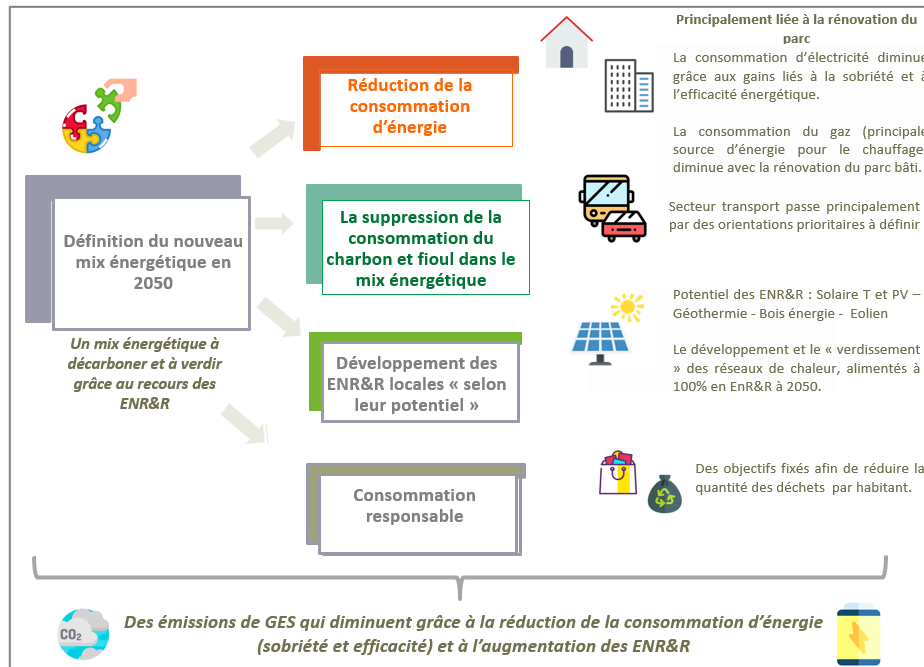 Définition du nouveau
mix énergétique en
2050
Un mix énergétique à
décarboner et à verdir
grâce au recours des
ENR&R
Réduction de la
consommation
d'énergie
Principalement liée à la rénovation du
parc
La consommation d'électricité diminue
grâce aux gains liés à la sobriété et à
l'efficacité énergétique.
La consommation du gaz (principale
source d'énergie pour le chauffage
diminue avec la rénovation du parc bâti.
Secteur transport passe principalement
par des orientations prioritaires à définir
La suppression de la
consommation du
charbon et fioul dans le
mix énergétique
Développement des
ENR&R locales « selon
leur potentiel »
Potentiel des ENR&R : Solaire T et PV –
Géothermie - Bois énergie - Eolien
Le développement et le « verdissement
» des réseaux de chaleur, alimentés à
100% en EnR&R à 2050.
Consommation
responsable
Des objectifs fixés afin de réduire la
quantité des déchets par habitant.
CO2
Des émissions de GES qui diminuent grâce à la réduction de la consommation d'énergie
(sobriété et efficacité) et à l'augmentation des ENR&R